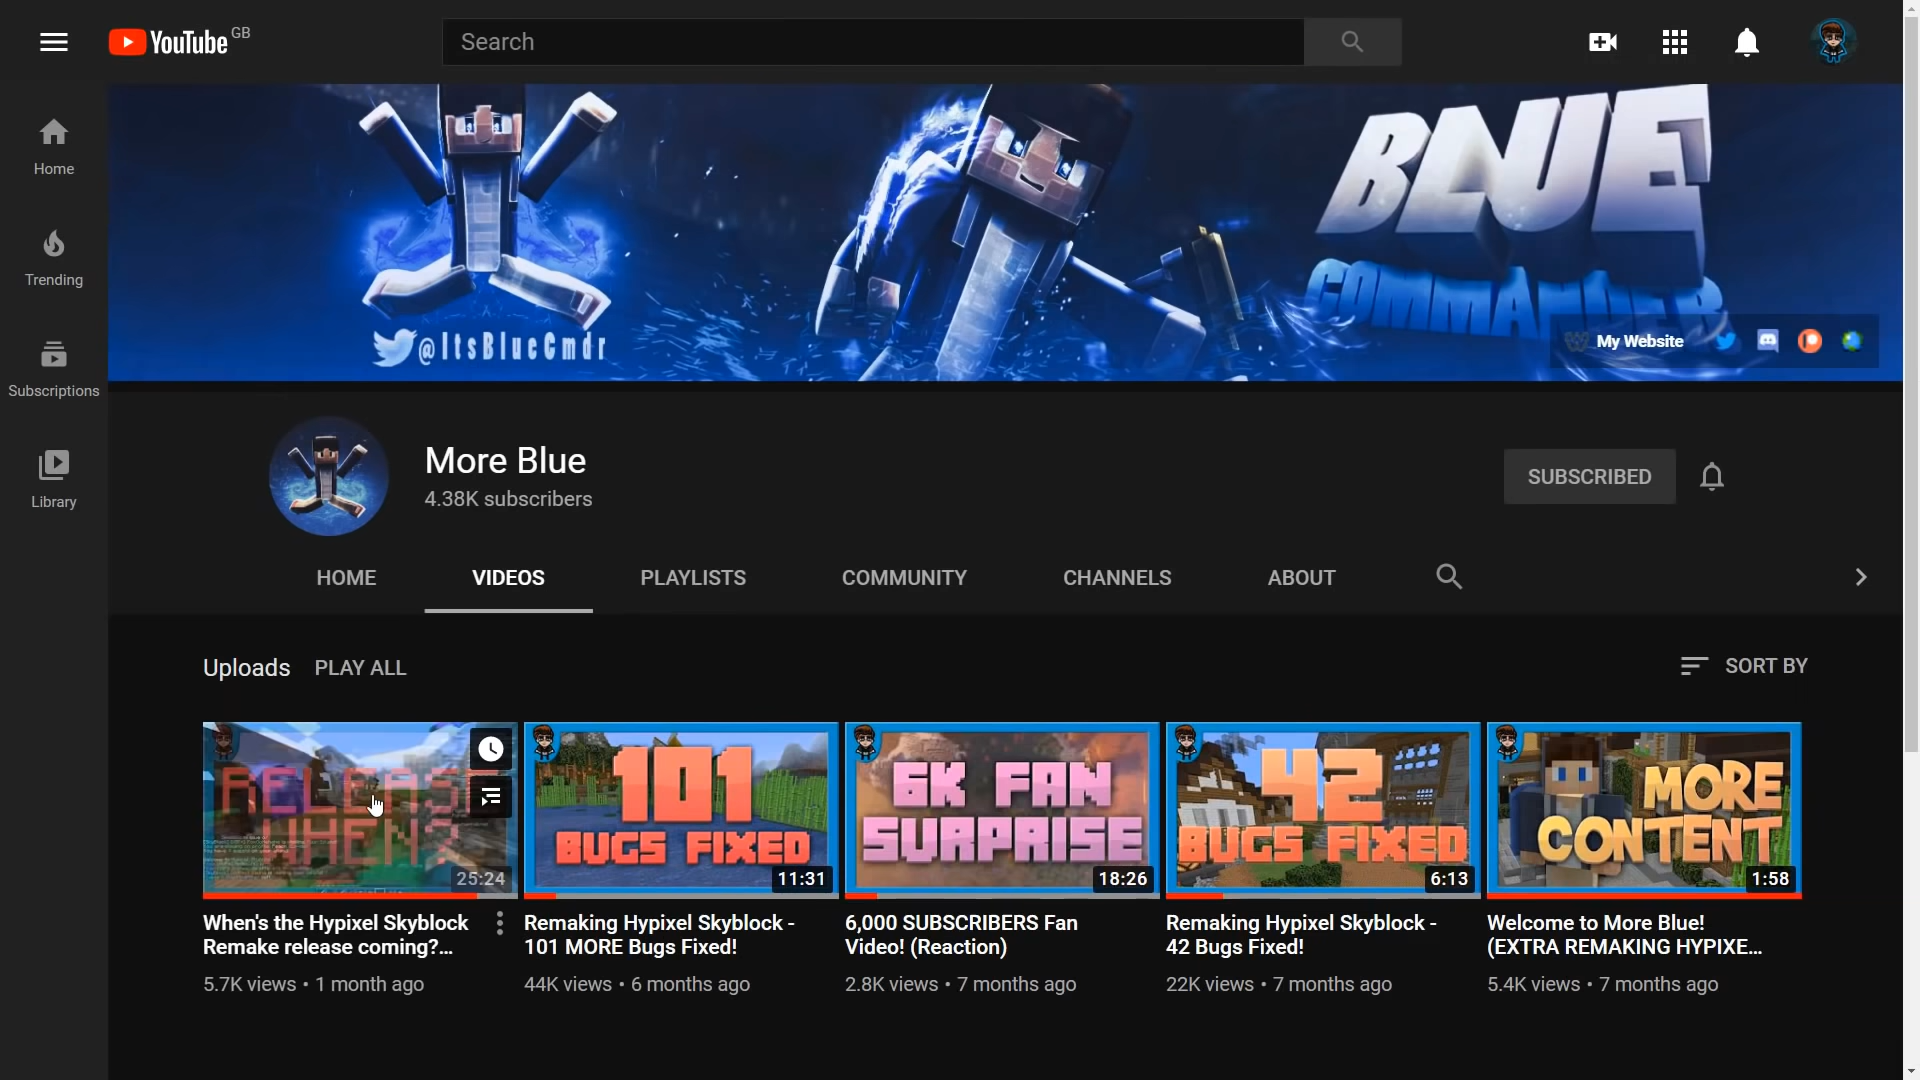 YouTube GB
Search
Home
Trending
Subscriptions
Library
BLUE
COMMANDER
@ItsBlueCmdr
My Website
More Blue
4.38K subscribers
SUBSCRIBED
HOME
VIDEOS
PLAYLISTS
COMMUNITY
CHANNELS
ABOUT
Uploads
PLAY ALL
SORT BY
RELEASE
WHEN?
25:24
When's the Hypixel Skyblock
Remake release coming?...
5.7K views • 1 month ago
101
BUGS FIXED
11:31
Remaking Hypixel Skyblock -
101 MORE Bugs Fixed!
44K views • 6 months ago
6K FAN
SURPRISE
18:26
6,000 SUBSCRIBERS Fan
Video! (Reaction)
2.8K views • 7 months ago
42
BUGS FIXED
6:13
Remaking Hypixel Skyblock -
42 Bugs Fixed!
22K views • 7 months ago
MORE
CONTENT
1:58
Welcome to More Blue!
(EXTRA REMAKING HYPIXE...
5.4K views • 7 months ago